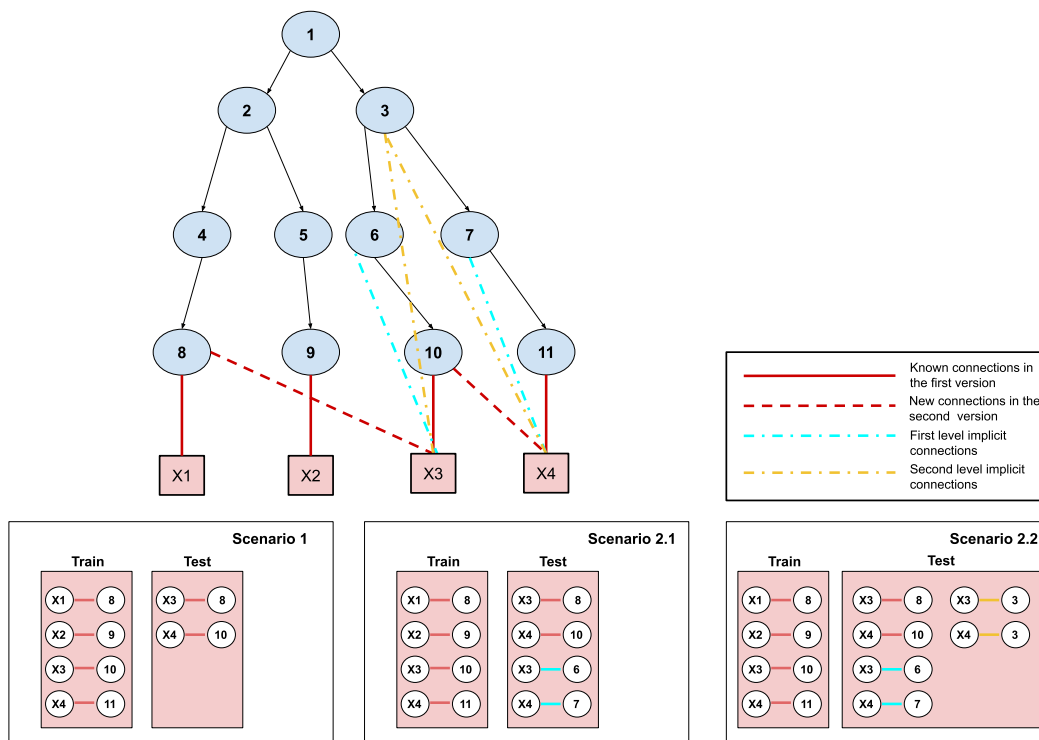 1
2
3
4
5
6
7
8
9
10
11
X1
X2
X3
X4
Known connections in
the first version
New connections in the
second version
First level implicit
connections
Second level implicit
connections
Scenario 1
Train
Test
X1 8
X3 8
X2 9
X4 10
X3 10
X4 11
Scenario 2.1
Train
Test
X1 8
X3 8
X2 9
X4 10
X3 10
X3 6
X4 11
X4 7
Scenario 2.2
Train
Test
X1 8
X3 8
X3 3
X2 9
X4 10
X4 3
X3 10
X3 6
X4 11
X4 7